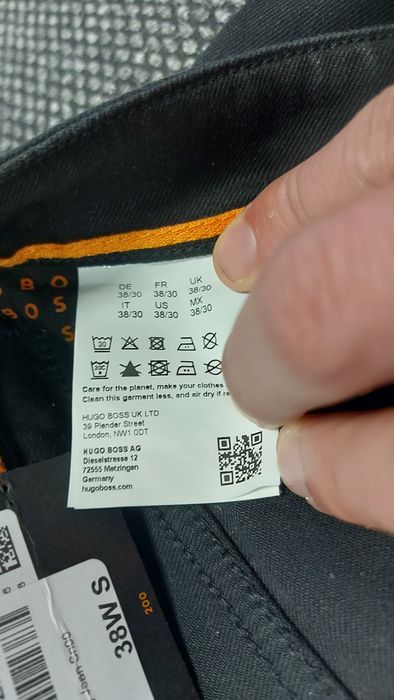 B O
B O S
S
DE FR UK
38/30 38/30 38/30
IT US MX
38/30 38/30 38/30
30
30C
Care for the planet, make your clothes
Clean this garment less, and air dry if
HUGO BOSS UK LTD
39 Plender Street
London, NW1 0DT
HUGO BOSS AG
Dieselstrasse 12
72555 Metzingen
Germany
hugoboss.com
200
38W S